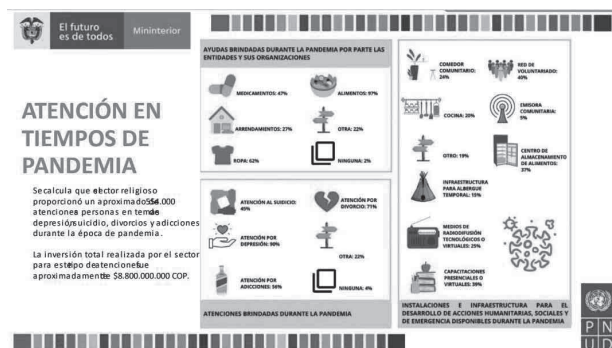 El futuro
es de todos
Mininterior
ATENCIÓN EN
TIEMPOS DE
PANDEMIA
Secalcula que el sector religioso
proporcionó un aproximado de 554.000
atenciones a personas en temas de
depresión, suicidio, divorcios y adicciones
durante la época de pandemia.
La inversión total realizada por el sector
para este tipo de atenciones fue
aproximadamente $8.800.000.000 COP.
AYUDAS BRINDADAS DURANTE LA PANDEMIA POR PARTE LAS
ENTIDADES Y SUS ORGANIZACIONES
MEDICAMENTOS: 47%
ALIMENTOS: 97%
ARRENDAMIENTOS: 27%
OTRA: 22%
ROPA: 62%
NINGUNA: 2%
ATENCIÓN AL SUICIDIO:
45%
ATENCIÓN POR
DIVORCIO: 71%
ATENCIÓN POR
DEPRESIÓN: 90%
OTRA: 22%
ATENCIÓN POR
ADICCIONES: 56%
NINGUNA: 4%
ATENCIONES BRINDADAS DURANTE LA PANDEMIA
COMEDOR
COMUNITARIO:
24%
RED DE
VOLUNTARIADO:
49%
COCINA: 20%
EMISORA
COMUNITARIA:
5%
OTRO: 19%
CENTRO DE
ALMACENAMIENTO
DE ALIMENTOS:
37%
INFRAESTRUCTURA
PARA ALBERGUE
TEMPORAL: 15%
MEDIOS DE
RADIODIFUSIÓN
TECNOLÓGICOS O
VIRTUALES: 25%
CAPACITACIONES
PRESENCIALES O
VIRTUALES: 39%
INSTALACIONES E INFRAESTRUCTURA PARA EL
DESARROLLO DE ACCIONES HUMANITARIAS, SOCIALES Y
DE EMERGENCIA DISPONIBLES DURANTE LA PANDEMIA
P N
U D